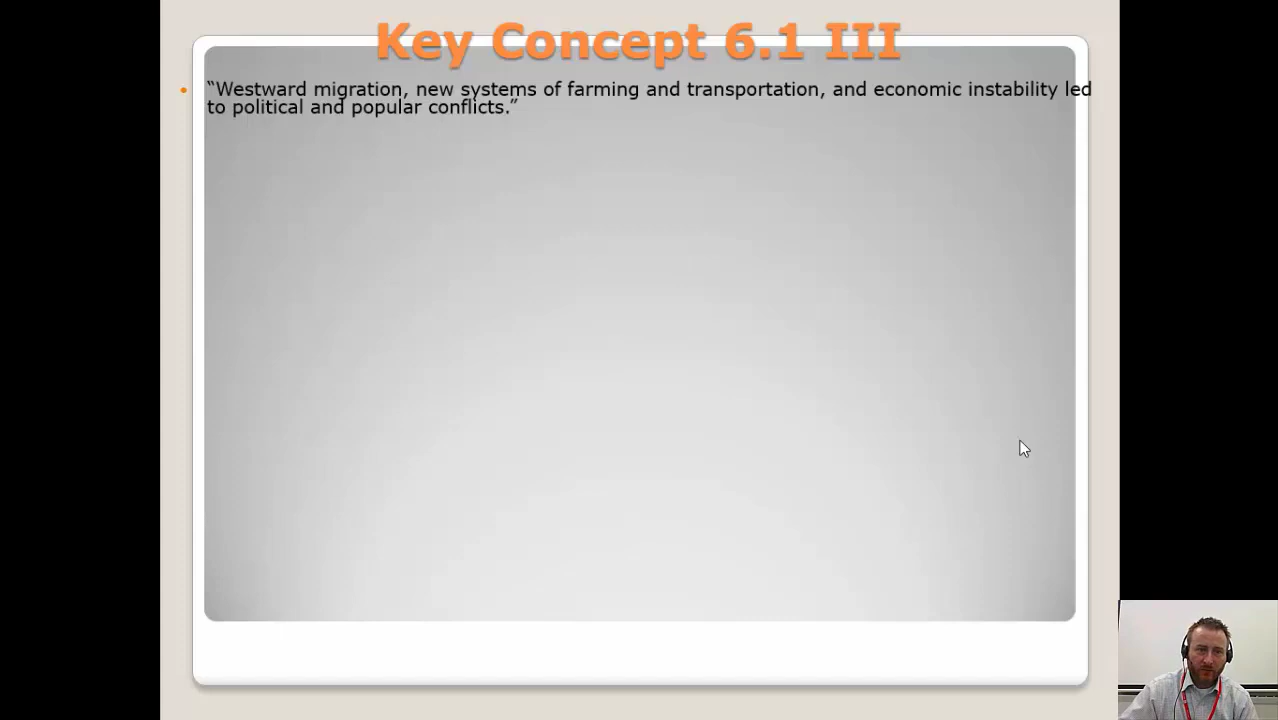 Key Concept 6.1 III
“Westward migration, new systems of farming and transportation, and economic instability led
to political and popular conflicts.”